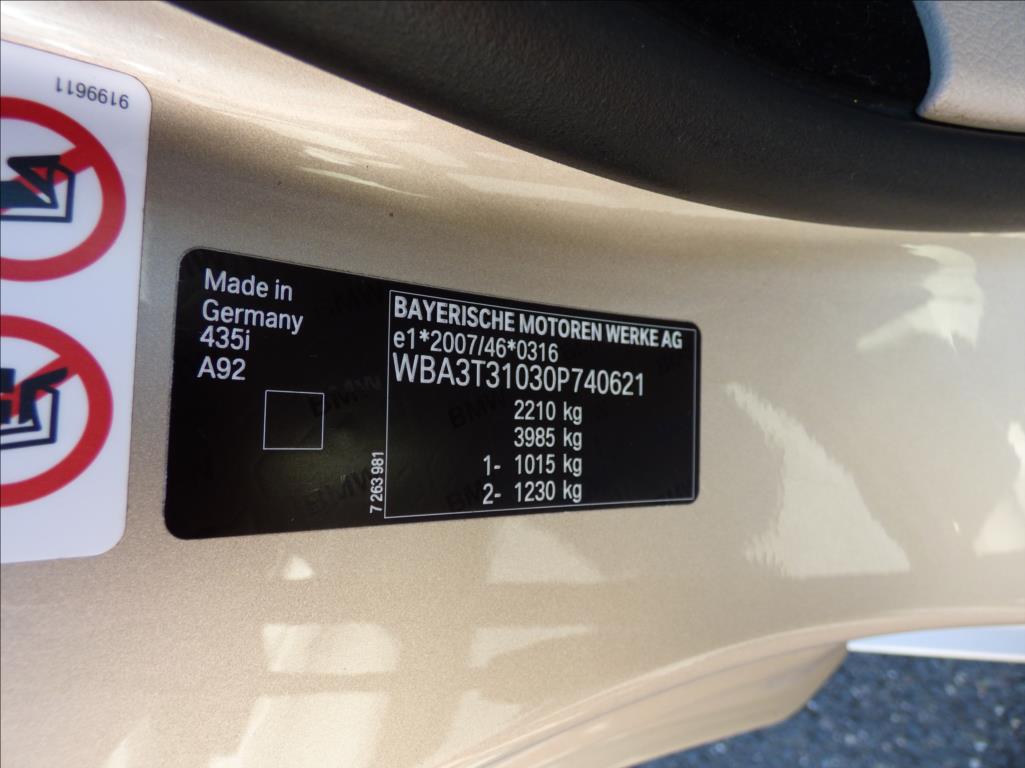 9199611
Made in
Germany
435i
A92
7 263 981
BAYERISCHE MOTOREN WERKE AG
e1*2007/46*0316
WBA3T31030P740621
2210 kg
3985 kg
1- 1015 kg
2- 1230 kg